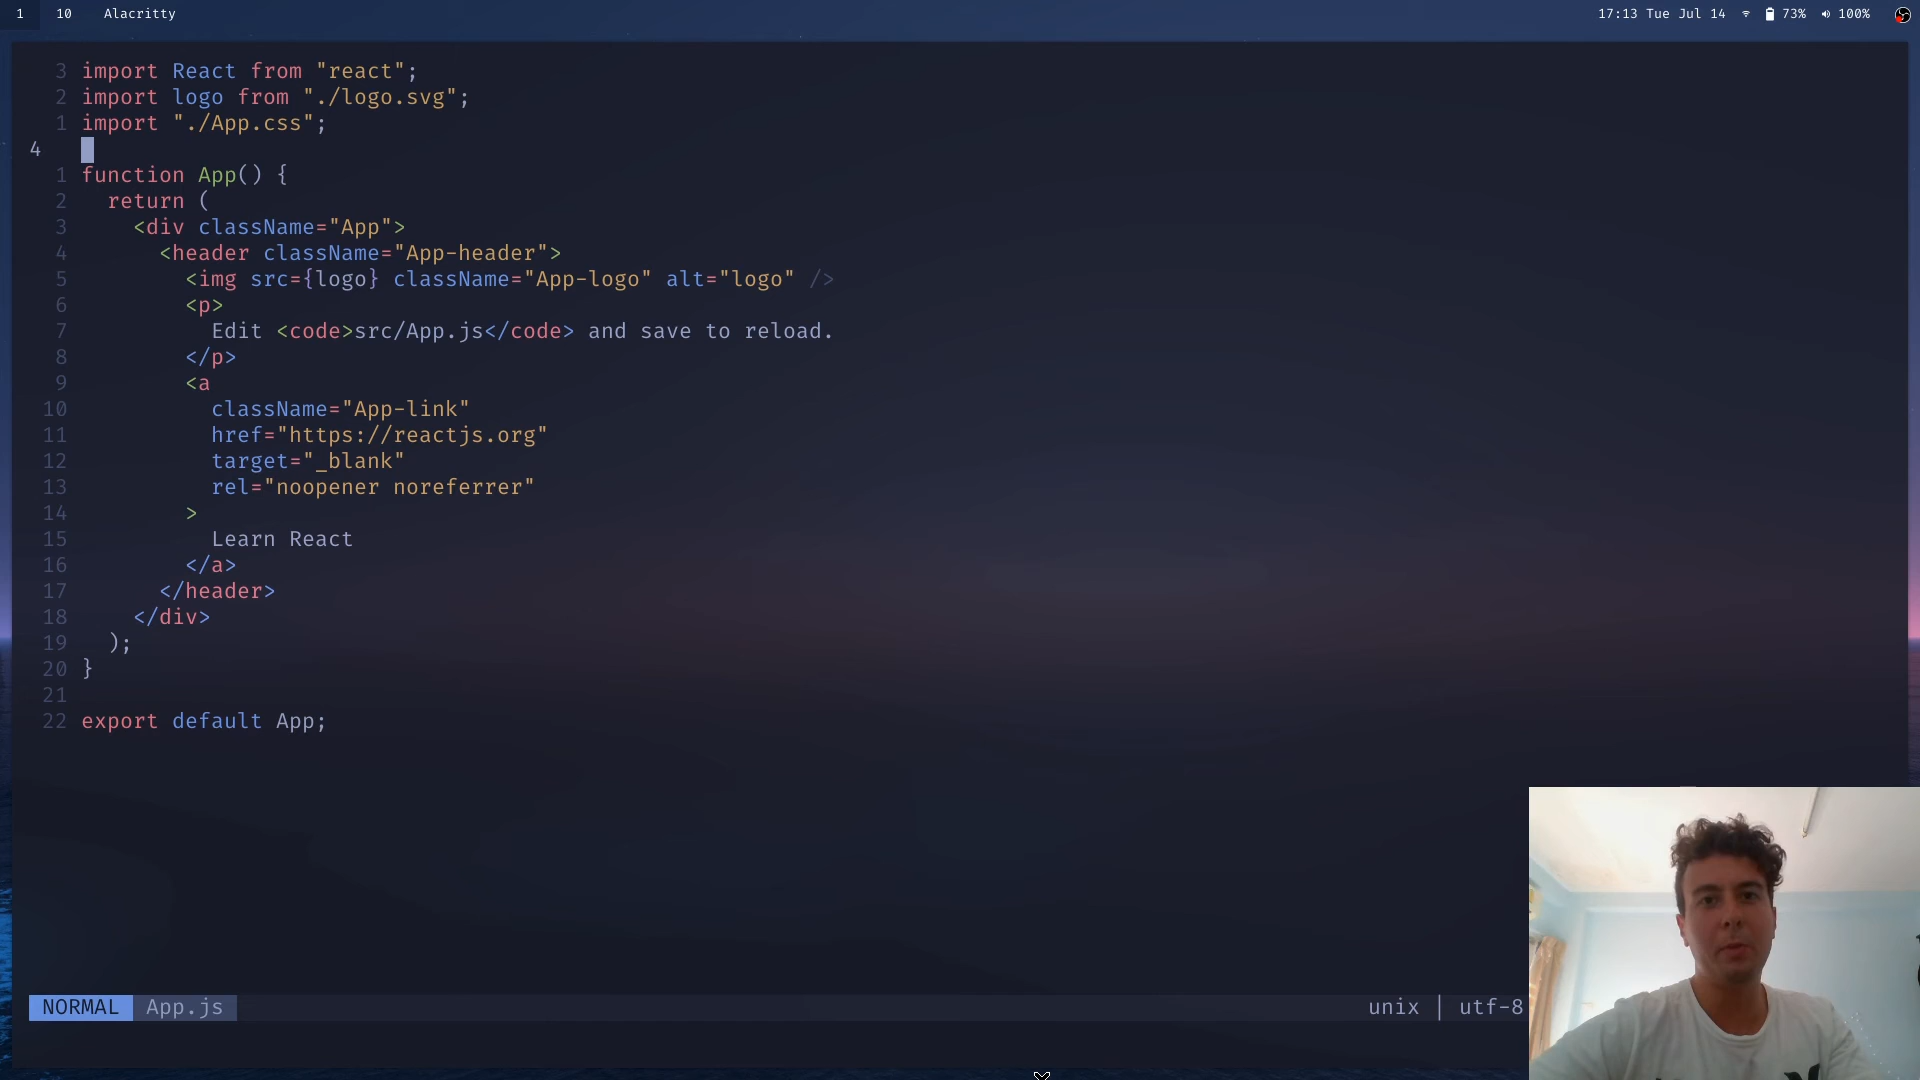 1 10 Alacritty 17:13 Tue Jul 14 73% 100%
3 import React from "react";
2 import logo from "./logo.svg";
1 import "./App.css";
4
1 function App() {
2 return (
3 <div className="App">
4 <header className="App-header">
5 <img src={logo} className="App-logo" alt="logo" />
6 <p>
7 Edit <code>src/App.js</code> and save to reload.
8 </p>
9 <a
10 className="App-link"
11 href="https://reactjs.org"
12 target="_blank"
13 rel="noopener noreferrer"
14 >
15 Learn React
16 </a>
17 </header>
18 </div>
19 );
20 }
21
22 export default App;
NORMAL App.js unix | utf-8